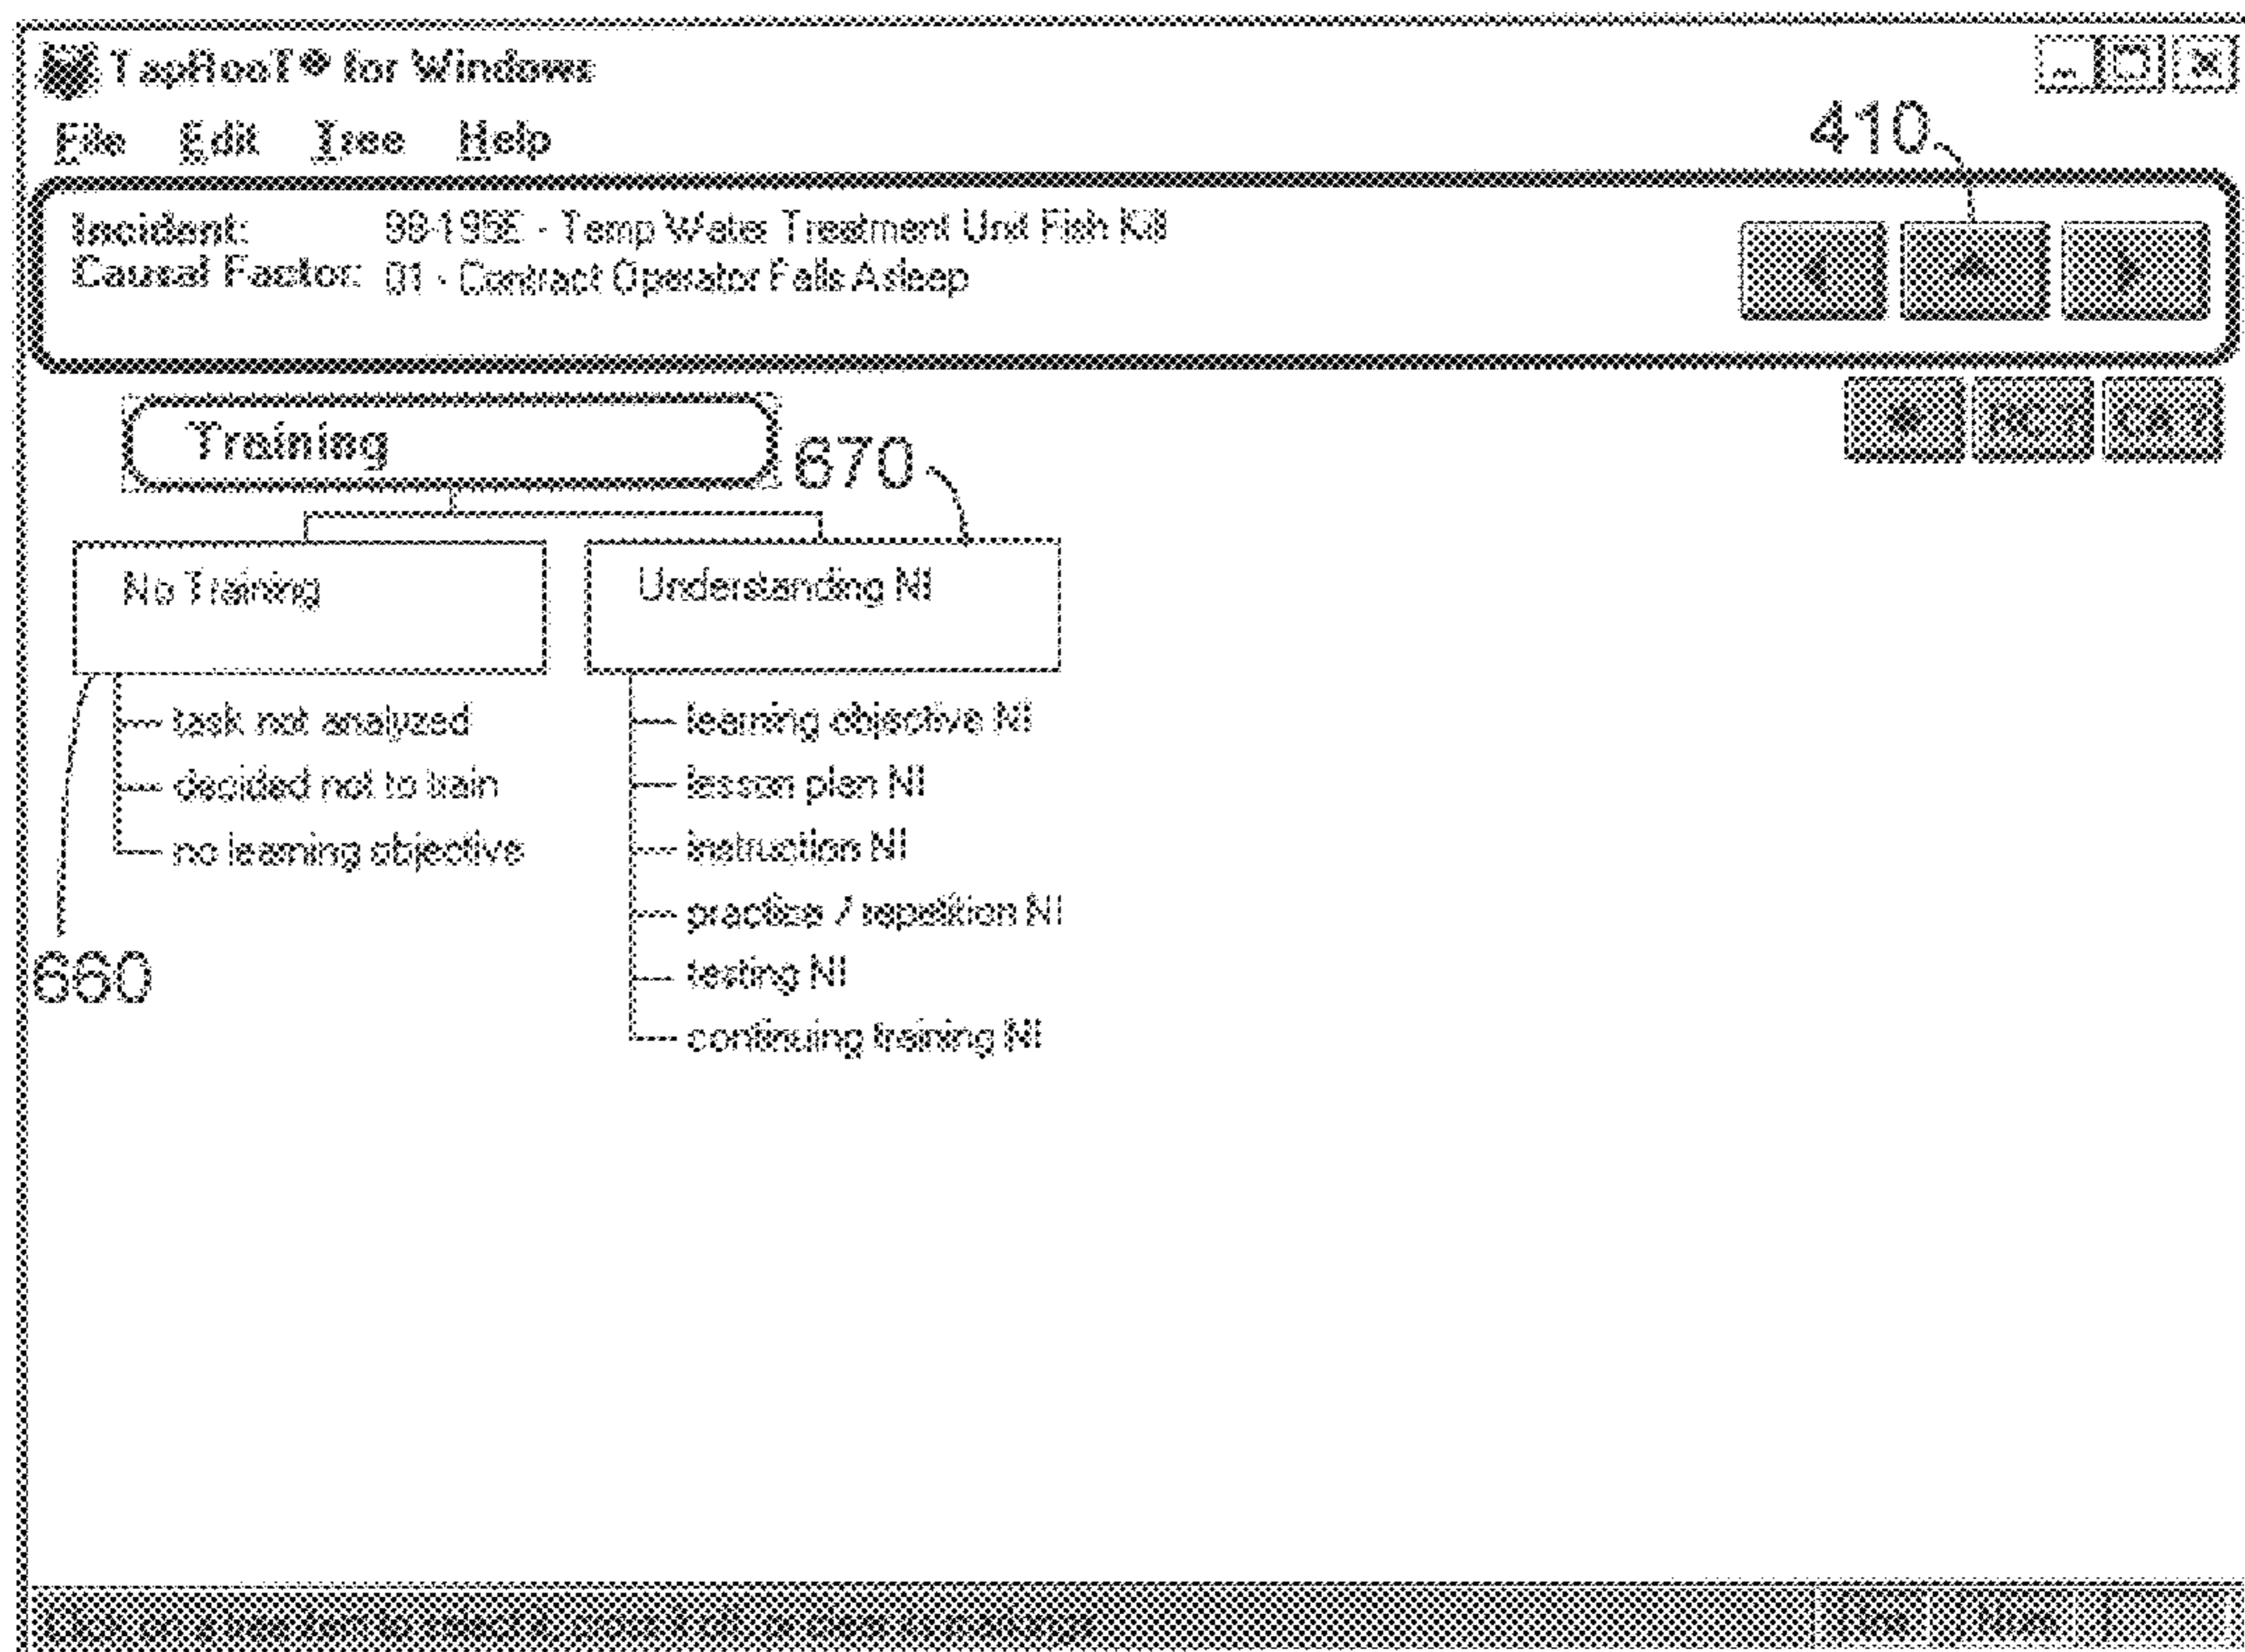 TapRooT® for Windows
File Edit Tree Help
410
Incident: 99-195E - Temp Water Treatment Unit Fish Kill
Causal Factor: 01 - Contract Operator Falls Asleep
Training
670
No Training
Understanding NI
task not analyzed
decided not to train
no learning objective
660
learning objective NI
lesson plan NI
instruction NI
practice / repetition NI
testing NI
continuing training NI